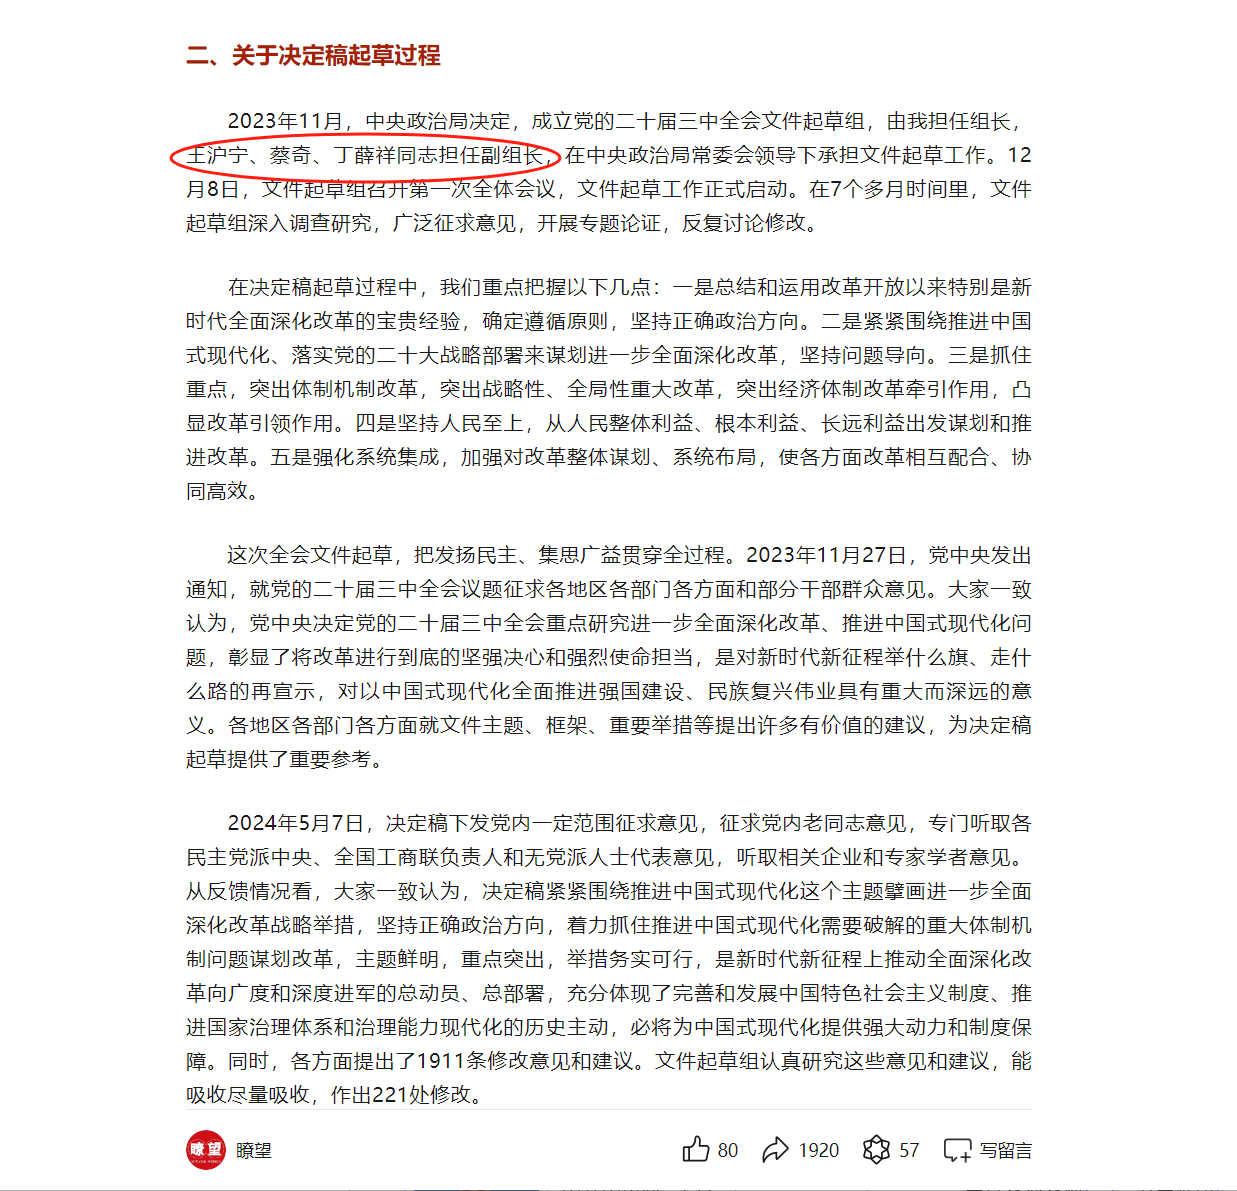 二、关于决定稿起草过程
2023年11月，中央政治局决定，成立党的二十届三中全会文件起草组，由我担任组长，
王沪宁、蔡奇、丁薛祥同志担任副组长，在中央政治局常委会领导下承担文件起草工作。12
月8日，文件起草组召开第一次全体会议，文件起草工作正式启动。在7个多月时间里，文件
起草组深入调查研究，广泛征求意见，开展专题论证，反复讨论修改。
在决定稿起草过程中，我们重点把握以下几点：一是总结和运用改革开放以来特别是新
时代全面深化改革的宝贵经验，确定遵循原则，坚持正确政治方向。二是紧紧围绕推进中国
式现代化、落实党的二十大战略部署来谋划进一步全面深化改革，坚持问题导向。三是抓住
重点，突出体制机制改革，突出战略性、全局性重大改革，突出经济体制改革牵引作用，凸
显改革引领作用。四是坚持人民至上，从人民整体利益、根本利益、长远利益出发谋划和推
进改革。五是强化系统集成，加强对改革整体谋划、系统布局，使各方面改革相互配合、协
同高效。
这次全会文件起草，把发扬民主、集思广益贯穿全过程。2023年11月27日，党中央发出
通知，就党的二十届三中全会议题征求各地区各部门各方面和部分干部群众意见。大家一致
认为，党中央决定党的二十届三中全会重点研究进一步全面深化改革、推进中国式现代化问
题，彰显了将改革进行到底的坚强决心和强烈使命担当，是对新时代新征程举什么旗、走什
么路的再宣示，对以中国式现代化全面推进强国建设、民族复兴伟业具有重大而深远的意
义。各地区各部门各方面就文件主题、框架、重要举措等提出许多有价值的建议，为决定稿
起草提供了重要参考。
2024年5月7日，决定稿下发党内一定范围征求意见，征求党内老同志意见，专门听取各
民主党派中央、全国工商联负责人和无党派人士代表意见，听取相关企业和专家学者意见。
从反馈情况看，大家一致认为，决定稿紧紧围绕推进中国式现代化这个主题擘画进一步全面
深化改革战略举措，坚持正确政治方向，着力抓住推进中国式现代化需要破解的重大体制机
制问题谋划改革，主题鲜明，重点突出，举措务实可行，是新时代新征程上推动全面深化改
革向广度和深度进军的总动员、总部署，充分体现了完善和发展中国特色社会主义制度、推
进国家治理体系和治理能力现代化的历史主动，必将为中国式现代化提供强大动力和制度保
障。同时，各方面提出了1911条修改意见和建议。文件起草组认真研究这些意见和建议，能
吸收尽量吸收，作出221处修改。
瞭望 瞭望 80 1920 57 写留言